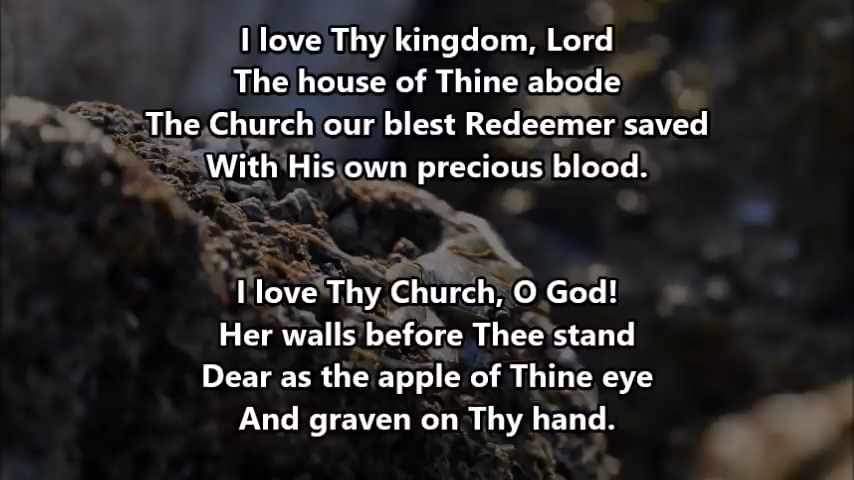 I love Thy kingdom, Lord
The house of Thine abode
The Church our blest Redeemer saved
With His own precious blood.
I love Thy Church, O God!
Her walls before Thee stand
Dear as the apple of Thine eye
And graven on Thy hand.